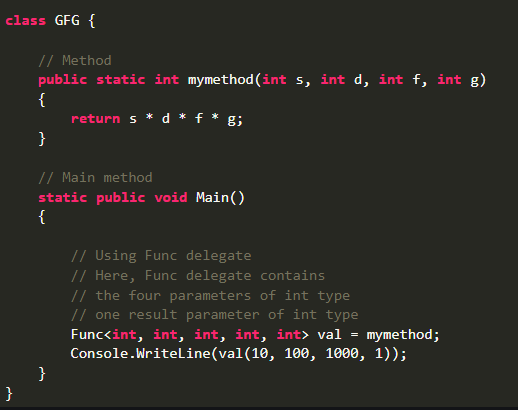 class GFG {
// Method
public static int mymethod(int s, int d, int f, int g)
{
return s * d * f * g;
}
// Main method
static public void Main()
{
// Using Func delegate
// Here, Func delegate contains
// the four parameters of int type
// one result parameter of int type
Func<int, int, int, int, int> val = mymethod;
Console.WriteLine(val(10, 100, 1000, 1));
}
}